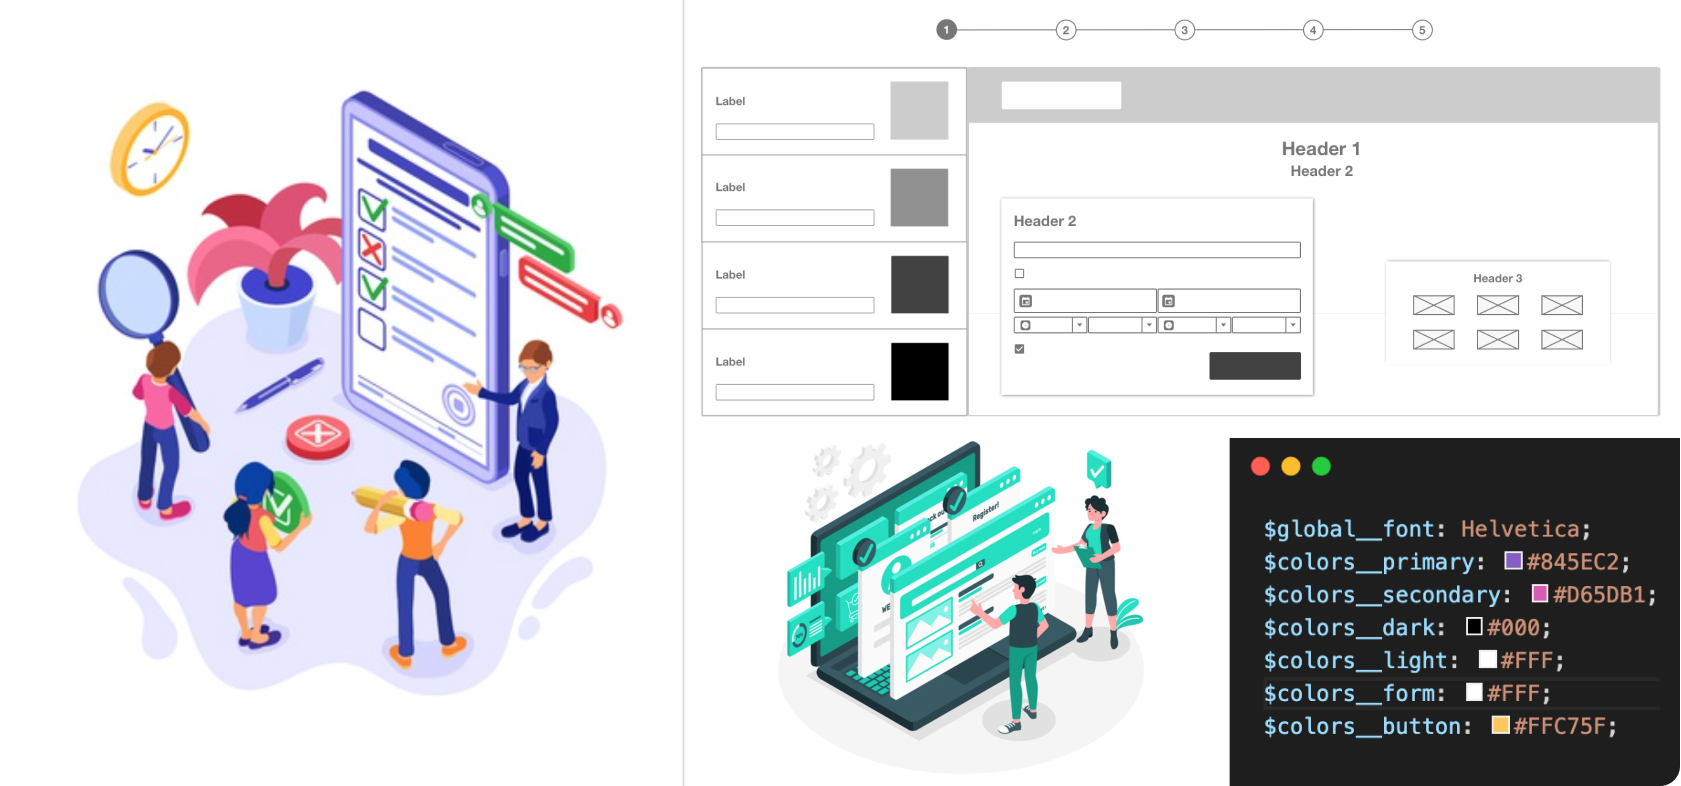 1 2 3 4 5
Label
Label
Label
Label
Header 1
Header 2
Header 2
Header 3
Register!
$global__font: Helvetica;
$colors__primary: #845EC2;
$colors__secondary: #D65DB1;
$colors__dark: #000;
$colors__light: #FFF;
$colors__form: #FFF;
$colors__button: #FFC75F;